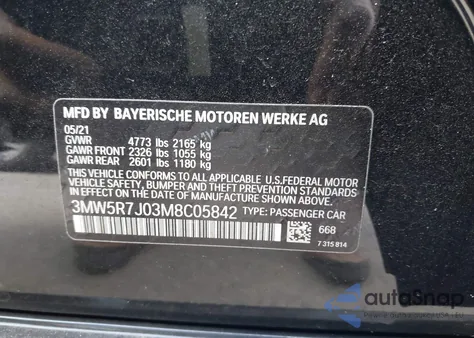 MFD BY BAYERISCHE MOTOREN WERKE AG
05/21
GVWR 4773 lbs 2165 kg
GAWR FRONT 2326 lbs 1055 kg
GAWR REAR 2601 lbs 1180 kg
THIS VEHICLE CONFORMS TO ALL APPLICABLE
U.S.FEDERAL MOTOR
VEHICLE SAFETY, BUMPER, AND THEFT
PREVENTION STANDARDS
IN EFFECT ON THE DATE OF MANUFACTURE SHOWN ABOVE.
3MW5R7J03M8C05842 TYPE: PASSENGER CAR
668
7 315 814
autoSnap